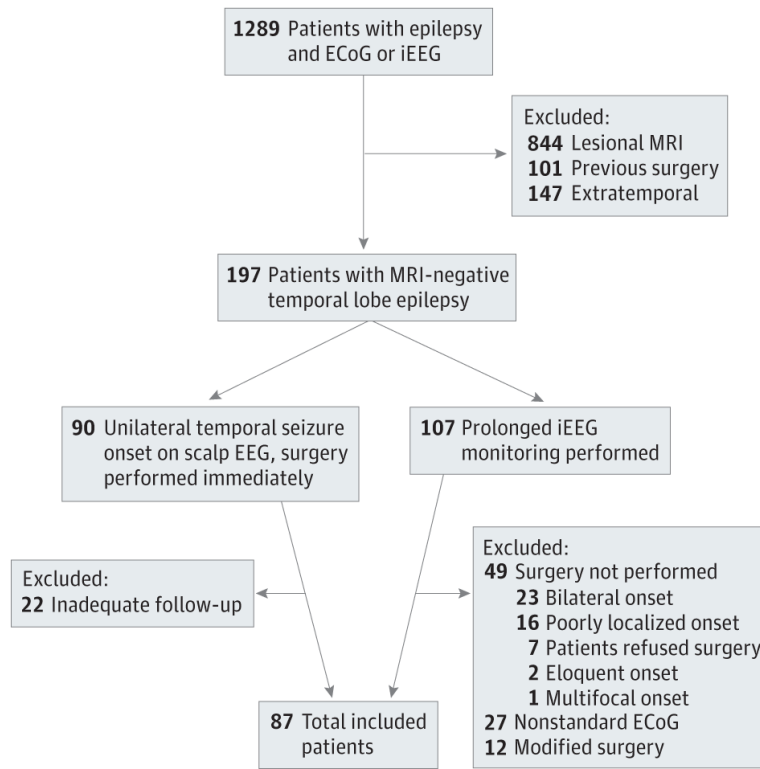 1289 Patients with epilepsy
and ECoG or iEEG
Excluded:
844 Lesional MRI
101 Previous surgery
147 Extratemporal
197 Patients with MRI-negative
temporal lobe epilepsy
90 Unilateral temporal seizure
onset on scalp EEG, surgery
performed immediately
107 Prolonged iEEG
monitoring performed
Excluded:
22 Inadequate follow-up
Excluded:
49 Surgery not performed
23 Bilateral onset
16 Poorly localized onset
7 Patients refused surgery
2 Eloquent onset
1 Multifocal onset
27 Nonstandard ECoG
12 Modified surgery
87 Total included
patients